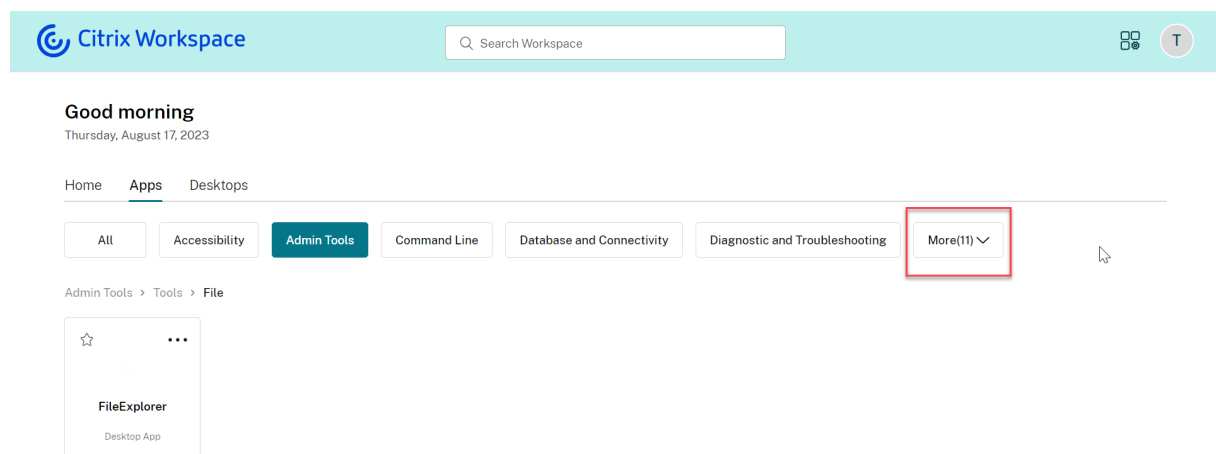 Citrix Workspace
Search Workspace
T
Good morning
Thursday, August 17, 2023
Home Apps Desktops
All Accessibility Admin Tools Command Line Database and Connectivity Diagnostic and Troubleshooting More(11)
Admin Tools > Tools > File
FileExplorer
Desktop App